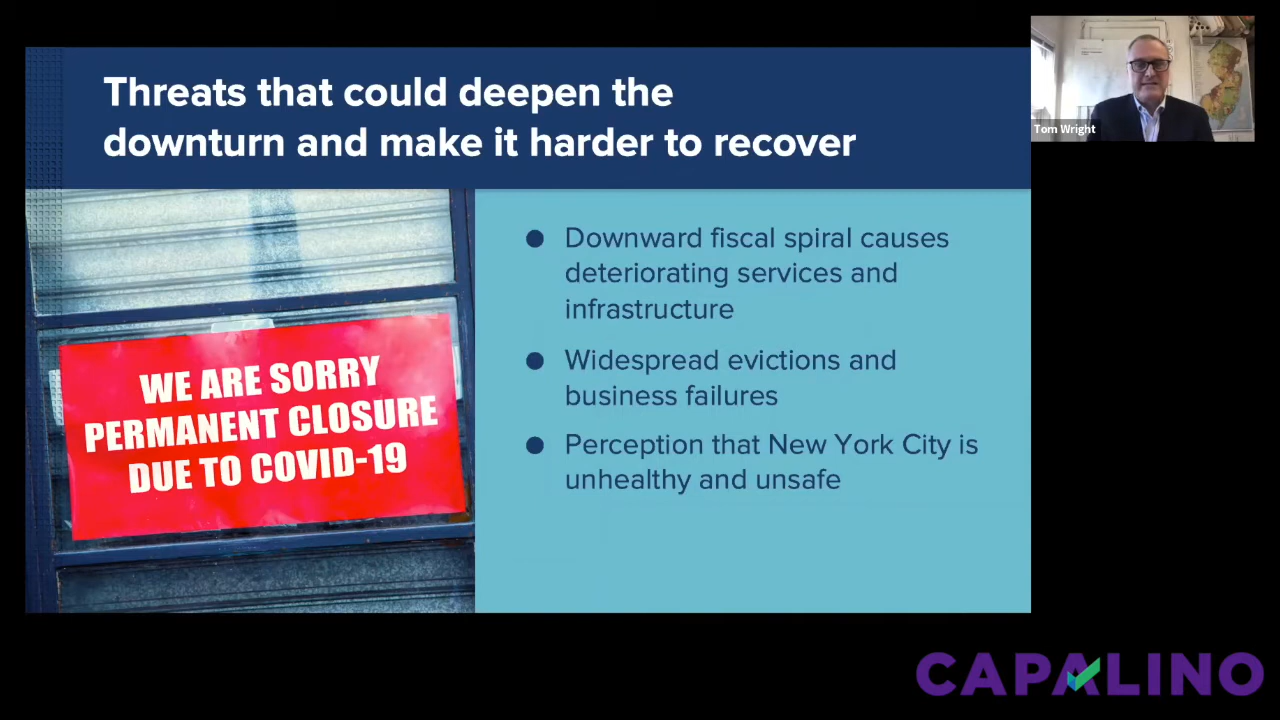 Threats that could deepen the
downturn and make it harder to recover
Tom Wright
WE ARE SORRY
PERMANENT CLOSURE
DUE TO COVID-19
● Downward fiscal spiral causes
deteriorating services and
infrastructure
● Widespread evictions and
business failures
● Perception that New York City is
unhealthy and unsafe
CAPALINO